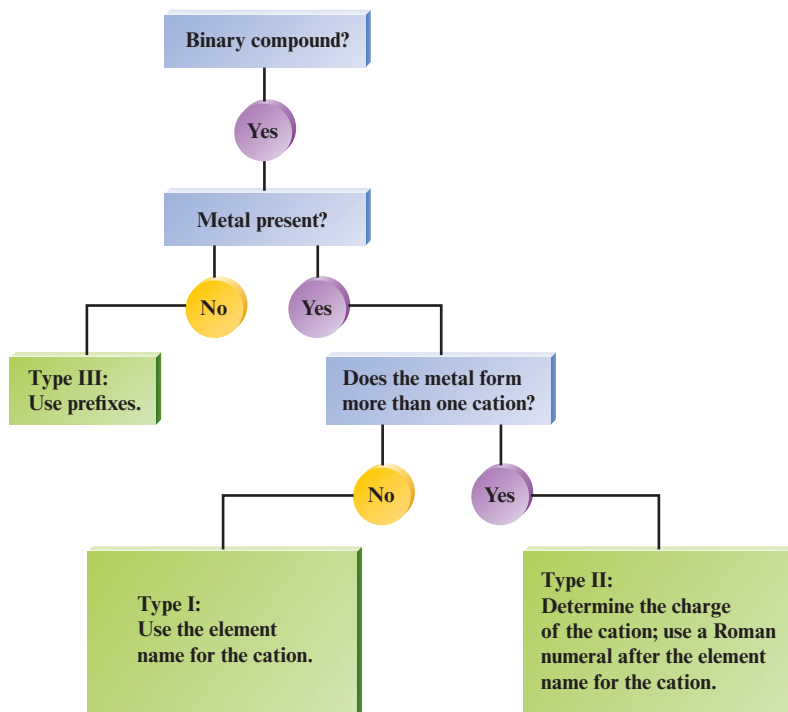 Binary compound?
Yes
Metal present?
No
Yes
Type III:
Use prefixes.
Does the metal form
more than one cation?
No
Yes
Type I:
Use the element
name for the cation.
Type II:
Determine the charge
of the cation; use a Roman
numeral after the element
name for the cation.